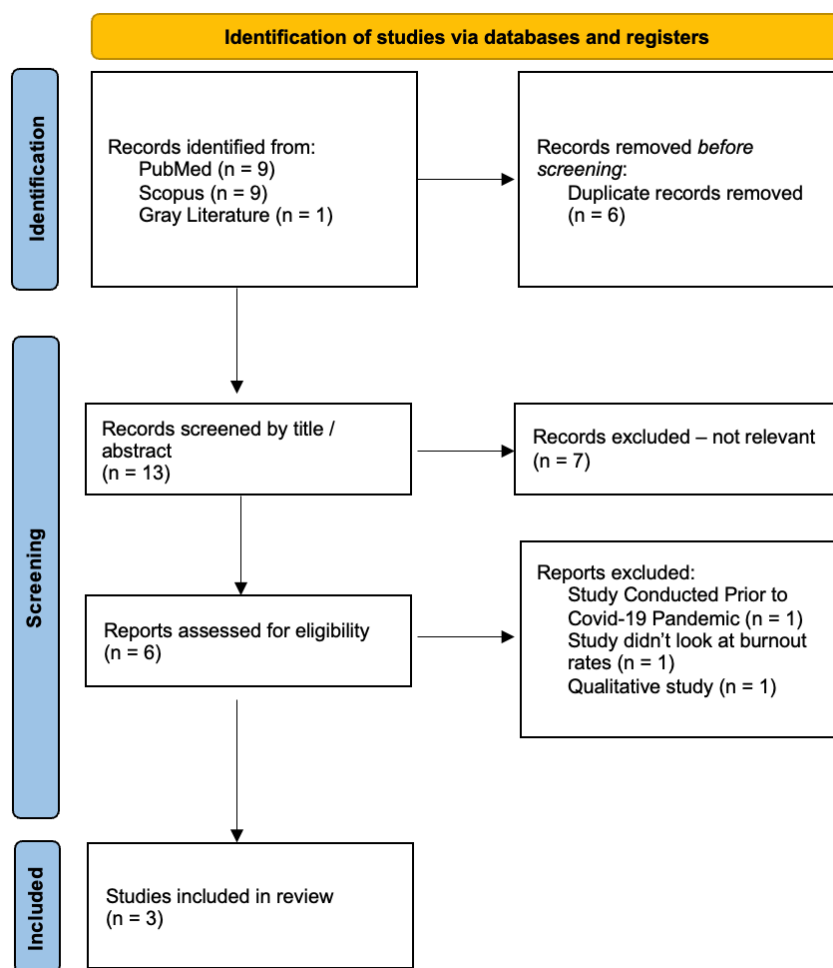 Identification of studies via databases and registers
Identification
Records identified from:
PubMed (n = 9)
Scopus (n = 9)
Gray Literature (n = 1)
Records removed before
screening:
Duplicate records removed
(n = 6)
Screening
Records screened by title /
abstract
(n = 13)
Records excluded – not relevant
(n = 7)
Reports assessed for eligibility
(n = 6)
Reports excluded:
Study Conducted Prior to
Covid-19 Pandemic (n = 1)
Study didn’t look at burnout
rates (n = 1)
Qualitative study (n = 1)
Included
Studies included in review
(n = 3)